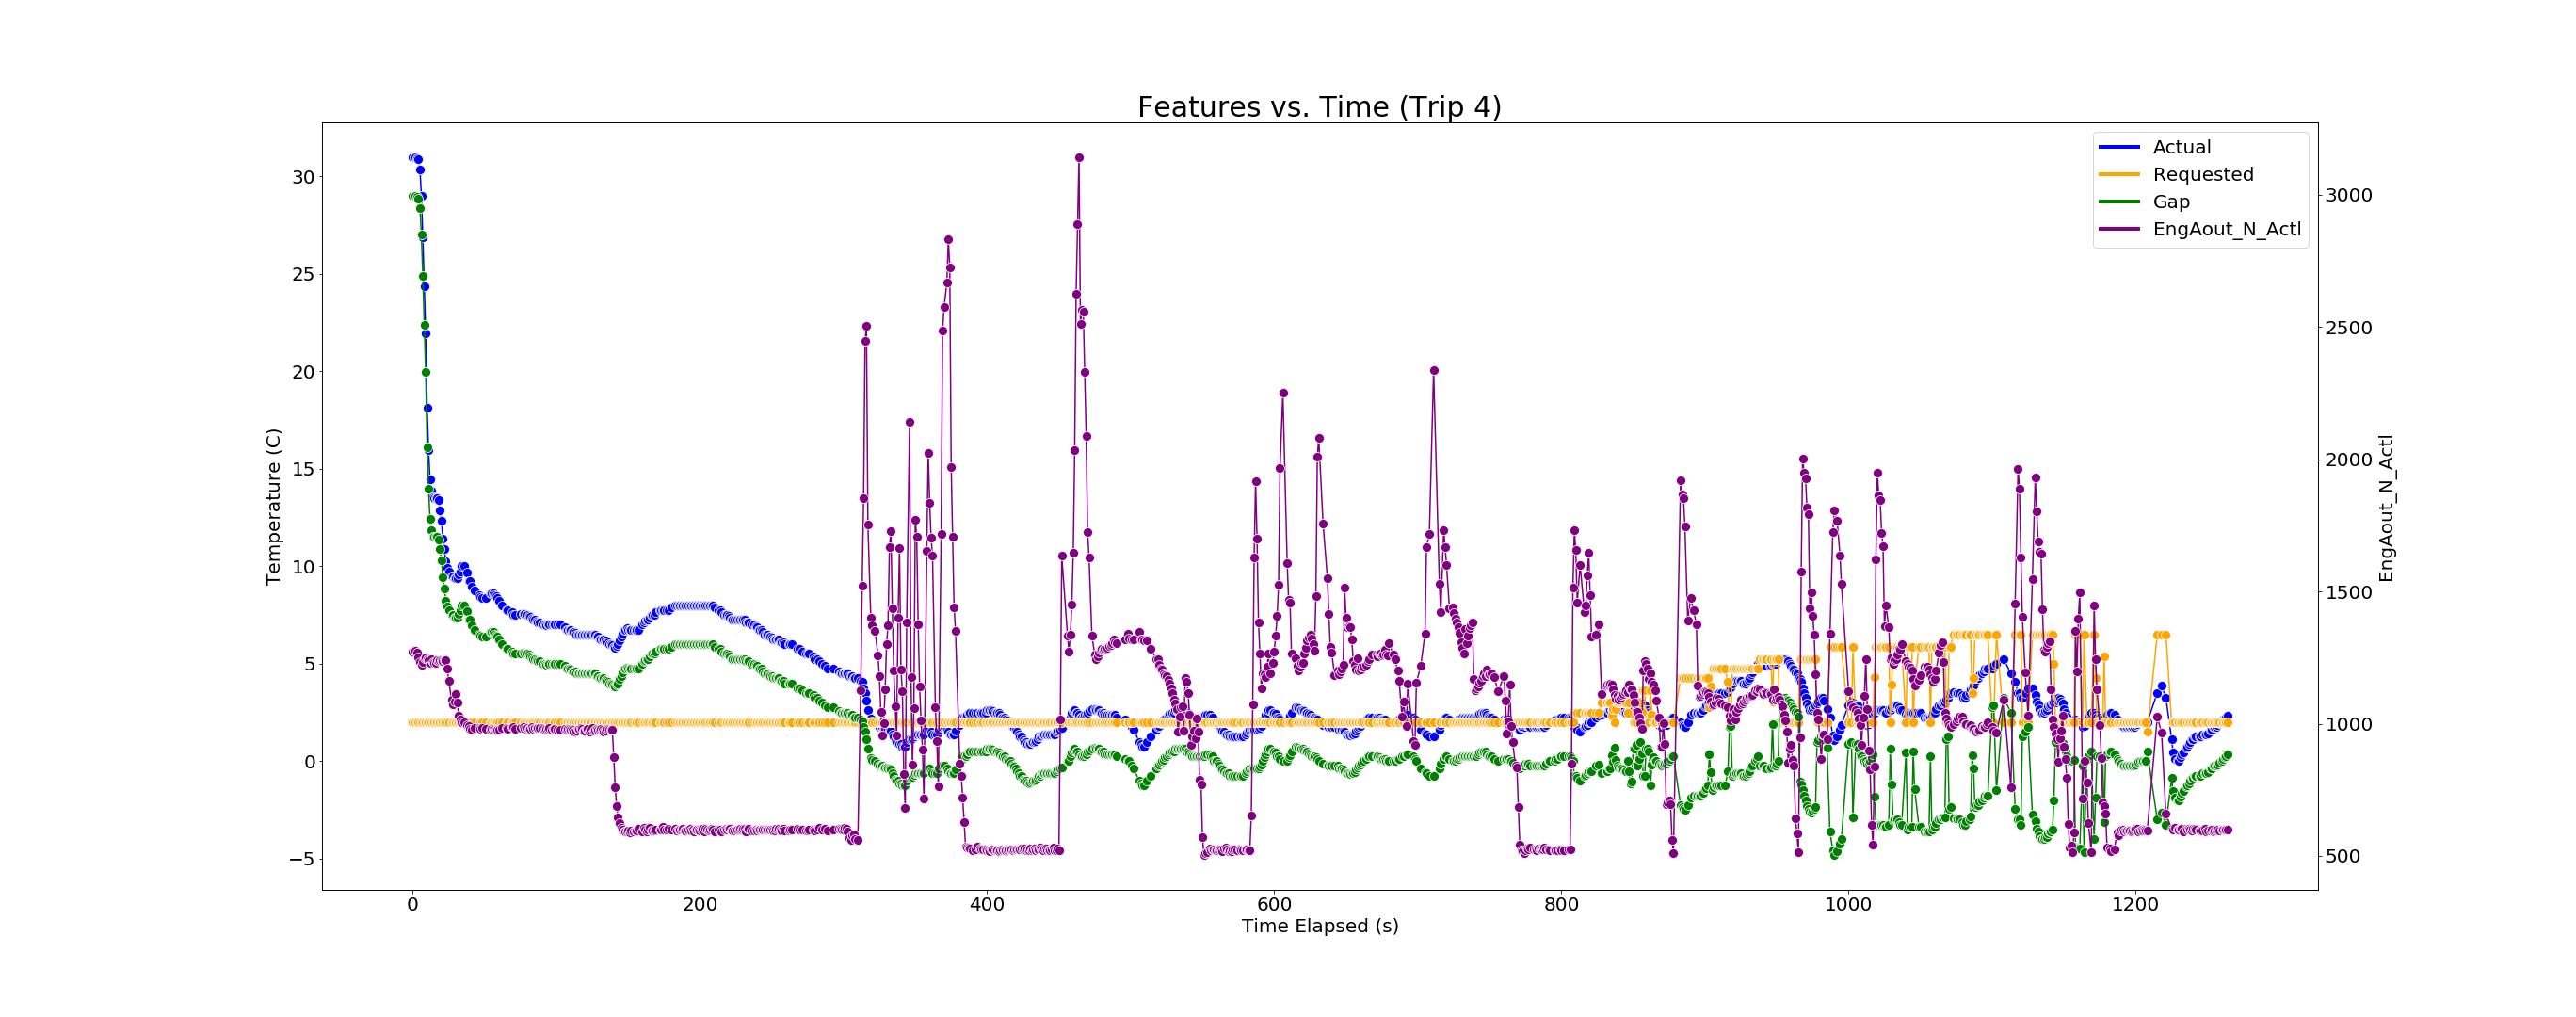 Features vs. Time (Trip 4)
Actual
Requested
Gap
EngAout_N_Actl
30
25
20
15
10
5
0
−5
Temperature (C)
3000
2500
2000
1500
1000
500
EngAout_N_Actl
0 200 400 600 800 1000 1200
Time Elapsed (s)